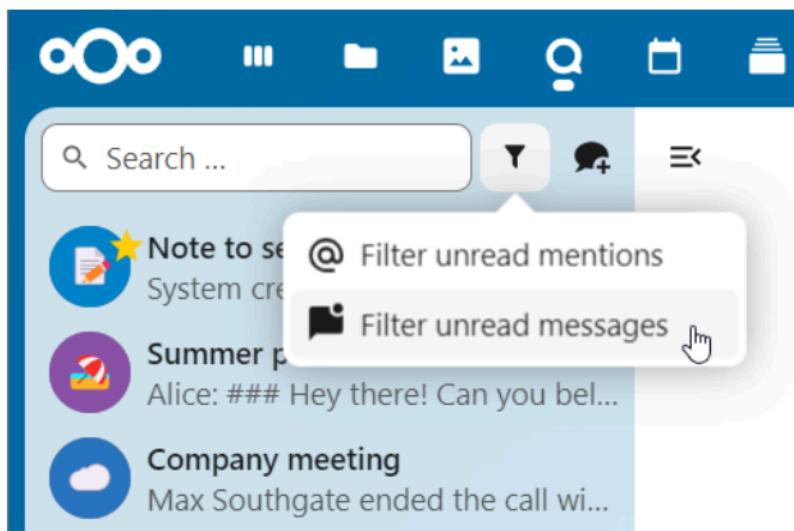 Search ...
Filter unread mentions
Filter unread messages
Note to se
System cre
Summer p
Alice: ### Hey there! Can you bel...
Company meeting
Max Southgate ended the call wi...